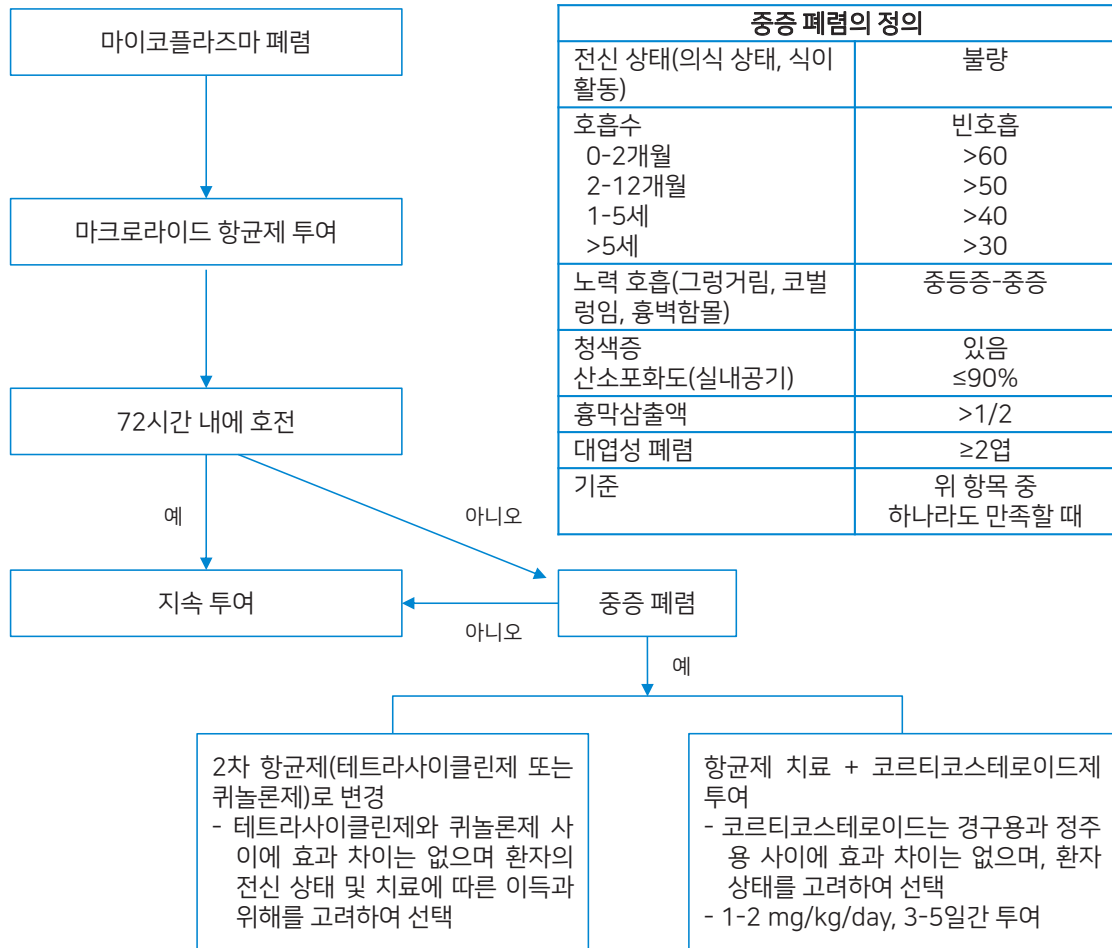 마이코플라즈마 폐렴
마크로라이드 항균제 투여
72시간 내에 호전
예
아니오
지속 투여
중증 폐렴
아니오
예
중증 폐렴의 정의
전신 상태(의식 상태, 식이
활동)
불량
호흡수
빈호흡
0-2개월
>60
2-12개월
>50
1-5세
>40
>5세
>30
노력 호흡(그렁거림, 코벌
렁임, 흉벽함몰)
중등증-중증
청색증
있음
산소포화도(실내공기)
≤90%
흉막삼출액
>1/2
대엽성 폐렴
≥2엽
기준
위 항목 중
하나라도 만족할 때
2차 항균제(테트라사이클린제 또는
퀴놀론제)로 변경
- 테트라사이클린제와 퀴놀론제 사
이에 효과 차이는 없으며 환자의
전신 상태 및 치료에 따른 이득과
위해를 고려하여 선택
항균제 치료 + 코르티코스테로이드제
투여
- 코르티코스테로이드는 경구용과 정주
용 사이에 효과 차이는 없으며, 환자
상태를 고려하여 선택
- 1-2 mg/kg/day, 3-5일간 투여